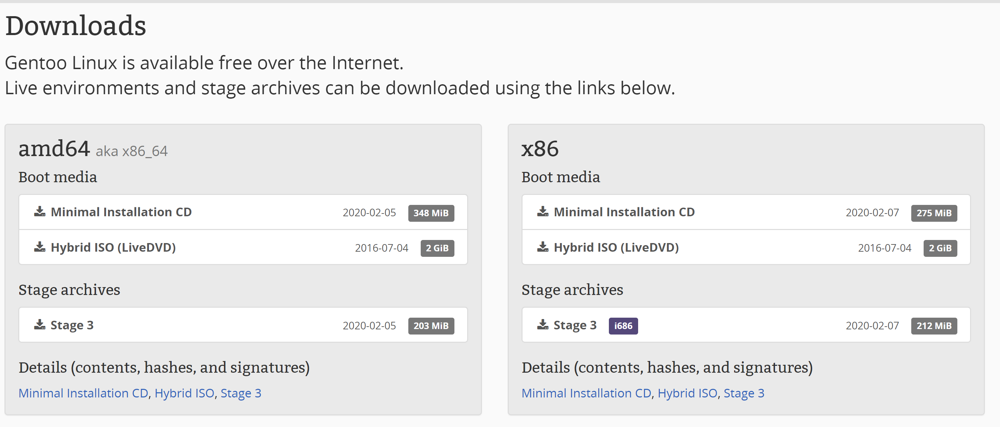 Downloads
Gentoo Linux is available free over the Internet.
Live environments and stage archives can be downloaded using the links below.
amd64 aka x86_64
Boot media
Minimal Installation CD 2020-02-05 348 MiB
Hybrid ISO (LiveDVD) 2016-07-04 2 GiB
Stage archives
Stage 3 2020-02-05 203 MiB
Details (contents, hashes, and signatures)
Minimal Installation CD, Hybrid ISO, Stage 3
x86
Boot media
Minimal Installation CD 2020-02-07 275 MiB
Hybrid ISO (LiveDVD) 2016-07-04 2 GiB
Stage archives
Stage 3 i686 2020-02-07 212 MiB
Details (contents, hashes, and signatures)
Minimal Installation CD, Hybrid ISO, Stage 3